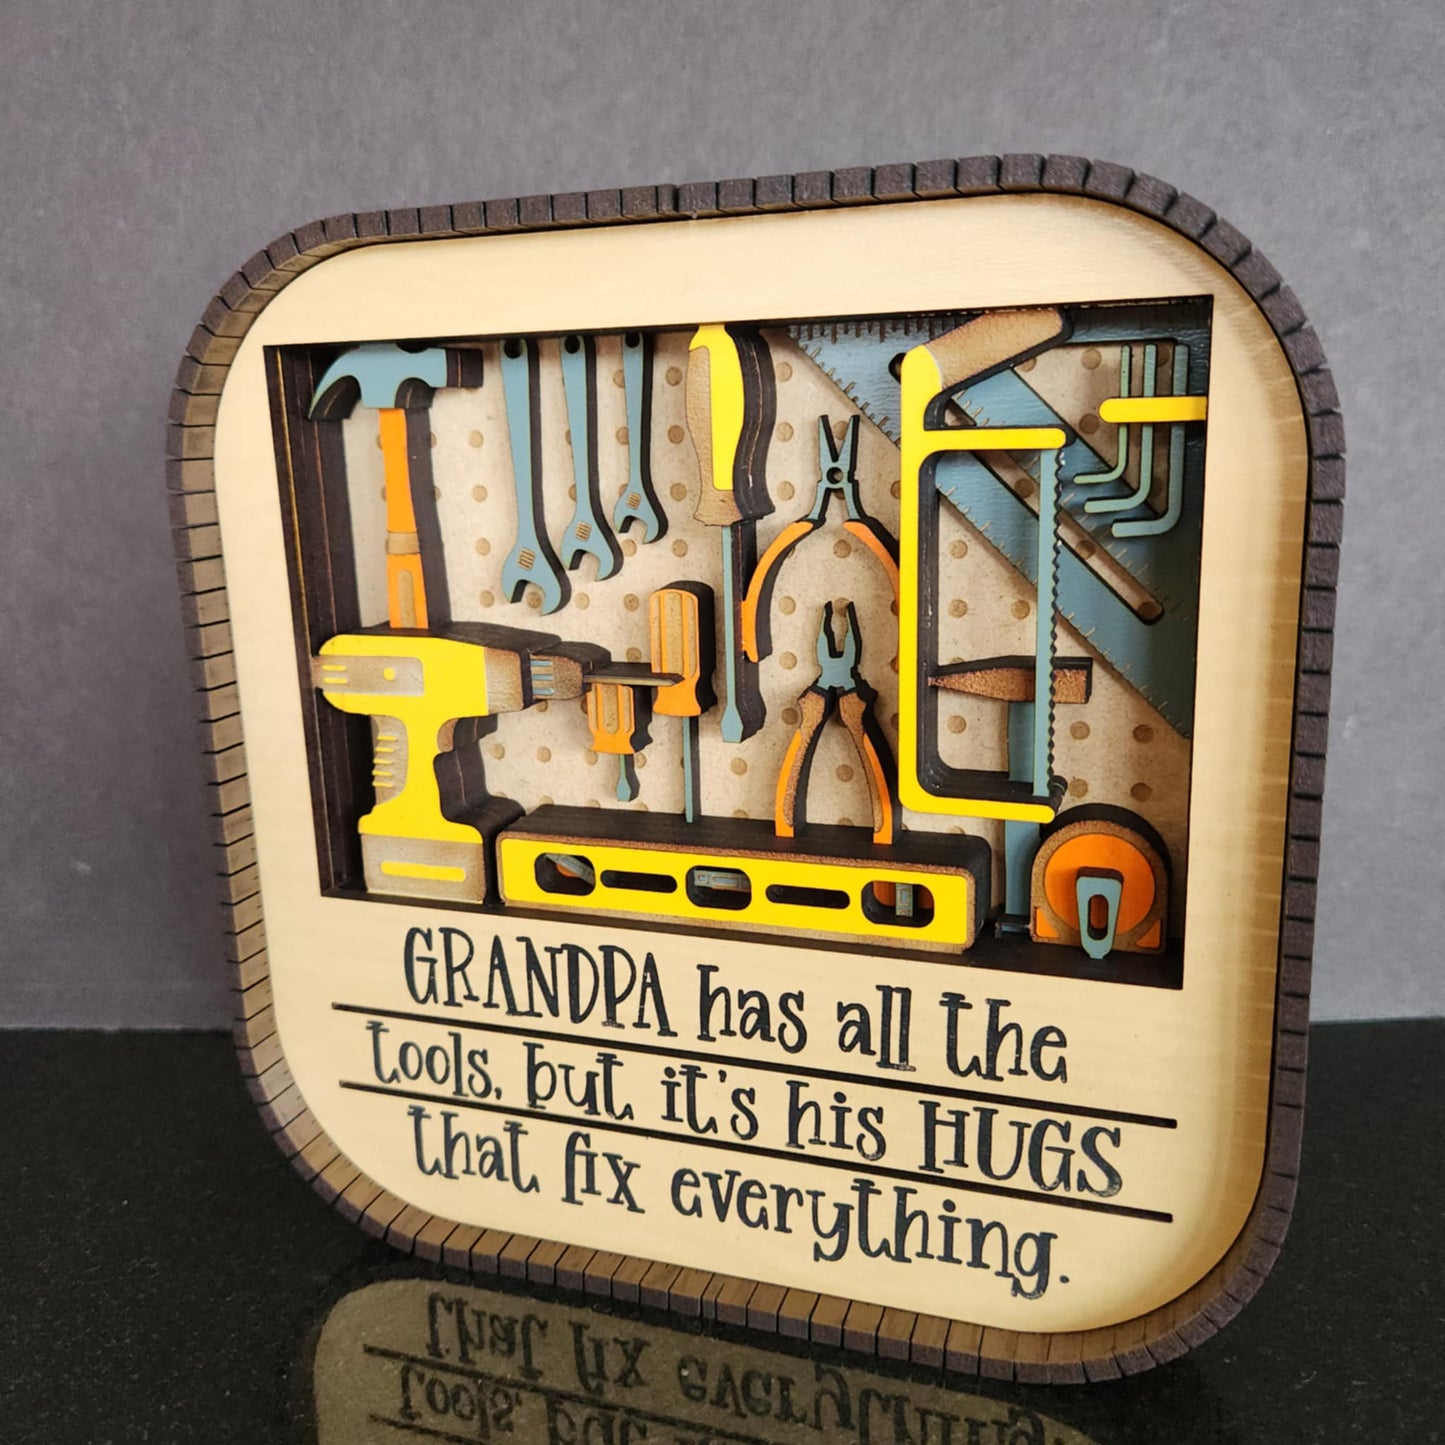 GRANDPA has all the
tools, but it's his HUGS
that fix everything.